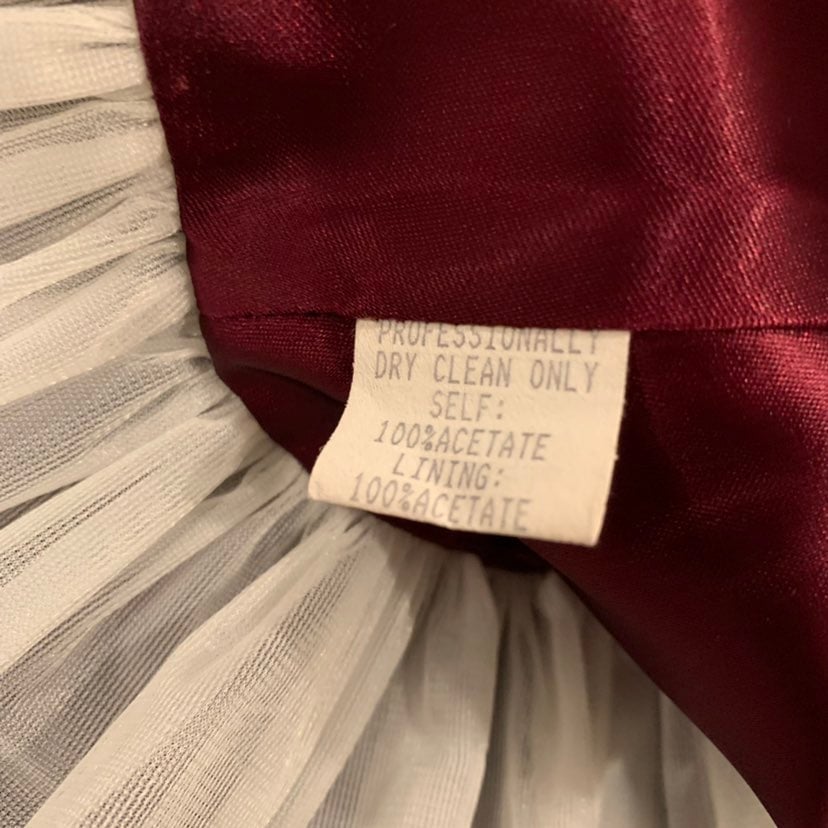 PROFESSIONALLY
DRY CLEAN ONLY
SELF:
100%ACETATE
LINING:
100%ACETATE